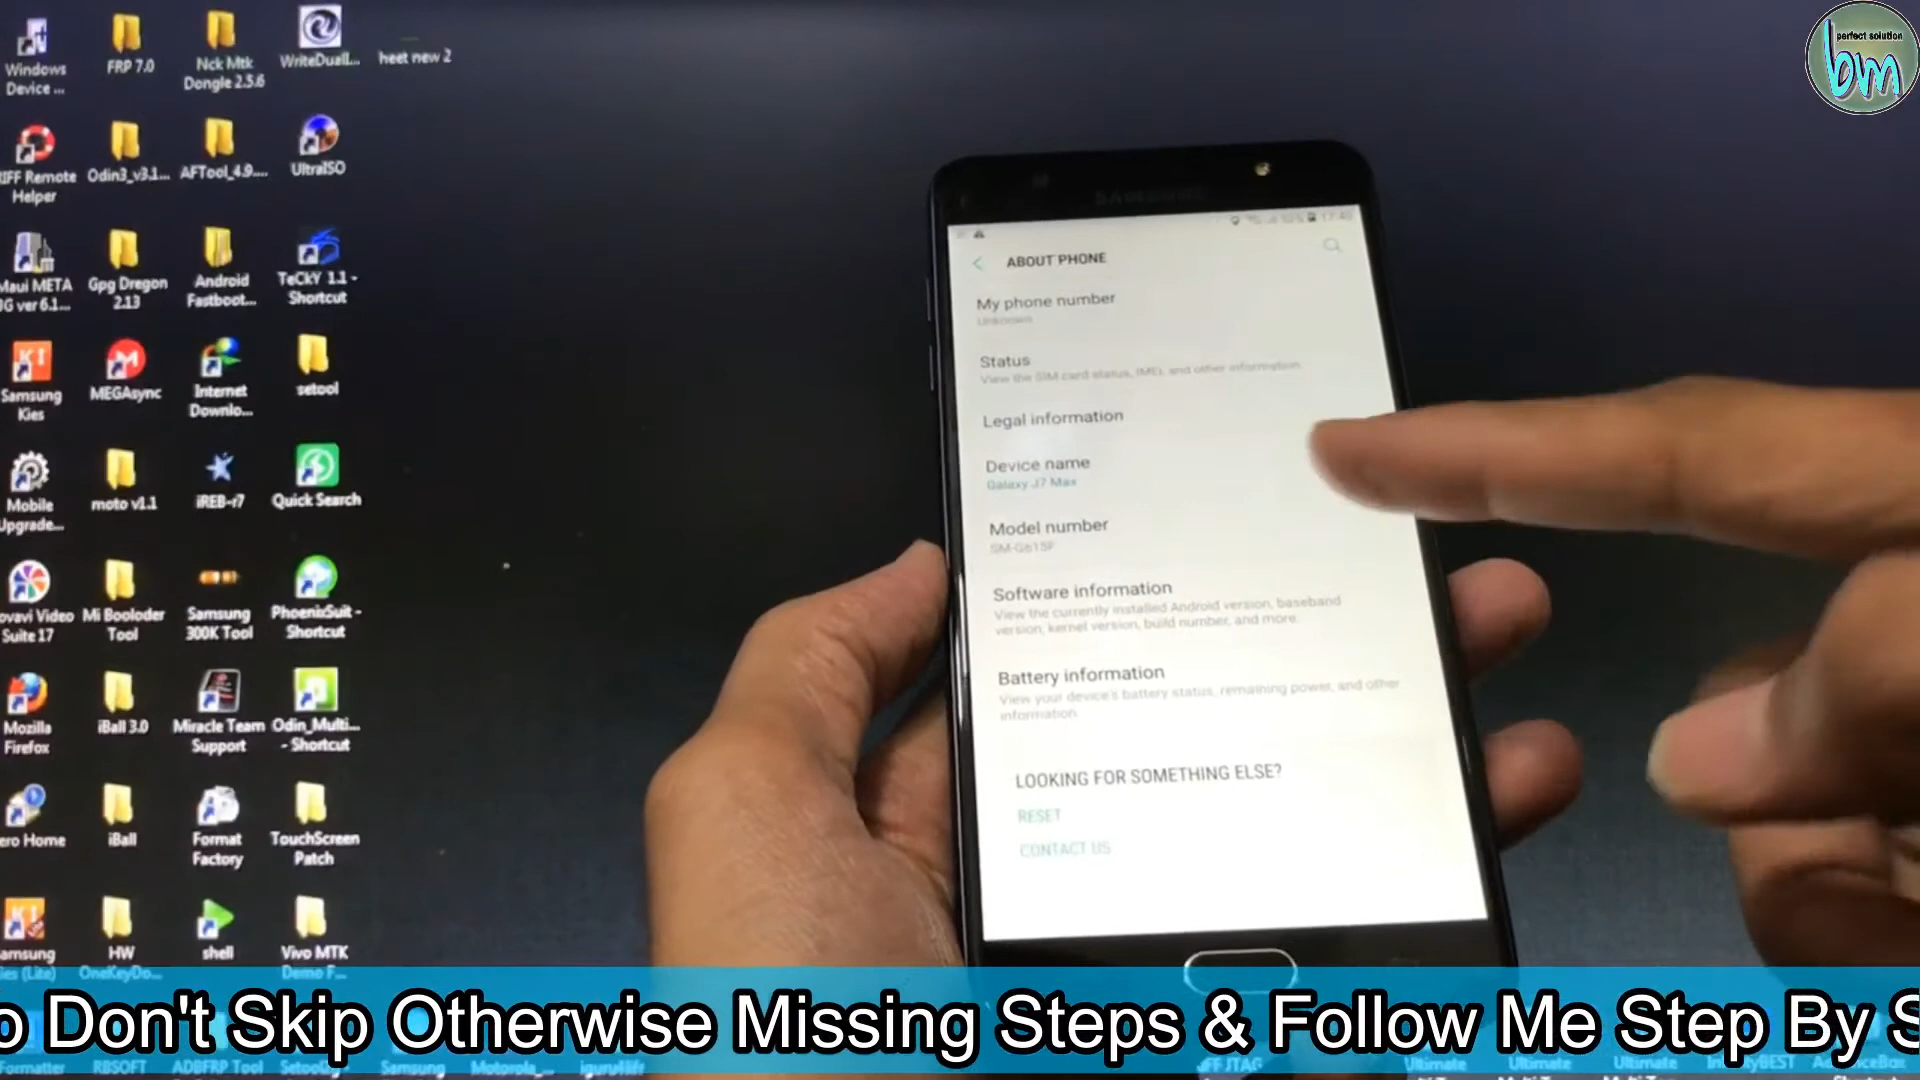 Windows
Device ...
FRP 7.0
Nck Mtk
Dongle 2.5.6
WriteDuall...
heet new 2
perfect solution
bm
IFF Remote
Helper
Odin3_v3.1...
AFTool_4.9....
UltraISO
Maui META
3G ver 6.1...
Gpg Dregon
2.13
Android
Fastboot...
TeCkY 1.1 -
Shortcut
Samsung
Kies
MEGAsync
Internet
Downlo...
setool
Mobile
Upgrade...
moto v1.1
iREB-r7
Quick Search
ovavi Video
Suite 17
Mi Booloder
Tool
Samsung
300K Tool
PhoenixSuit -
Shortcut
Mozilla
Firefox
iBall 3.0
Miracle Team
Support
Odin_Multi...
- Shortcut
ero Home
iBall
Format
Factory
TouchScreen
Patch
amsung
ies (Lite)
HW
OneKeyDo...
shell
Vivo MTK
Demo F...
SAMSUNG
17:45
ABOUT PHONE
My phone number
Unknown
Status
View the SIM card status, IMEI, and other information.
Legal information
Device name
Galaxy J7 Max
Model number
SM-G615F
Software information
View the currently installed Android version, baseband
version, kernel version, build number, and more.
Battery information
View your device's battery status, remaining power, and other
information.
LOOKING FOR SOMETHING ELSE?
RESET
CONTACT US
o Don't Skip Otherwise Missing Steps & Follow Me Step By S
Formatter
RBSOFT
ADBFRP Tool
Samsung
Motorola_...
IFF JTAG
Ultimate
Ultimate
Ultimate